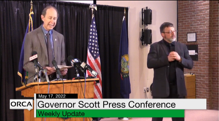 May 17, 2022
ORCA
Governor Scott Press Conference
Weekly Update